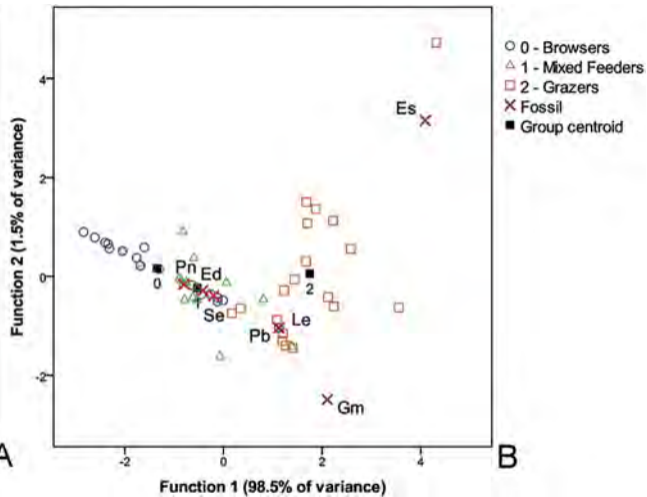 A
Function 2 (1.5% of variance)
4
2
0
-2
Es
Pn
Ed
0
1
2
Se
Le
Pb
Gm
-2
0
2
4
Function 1 (98.5% of variance)
0 - Browsers
1 - Mixed Feeders
2 - Grazers
Fossil
Group centroid
B